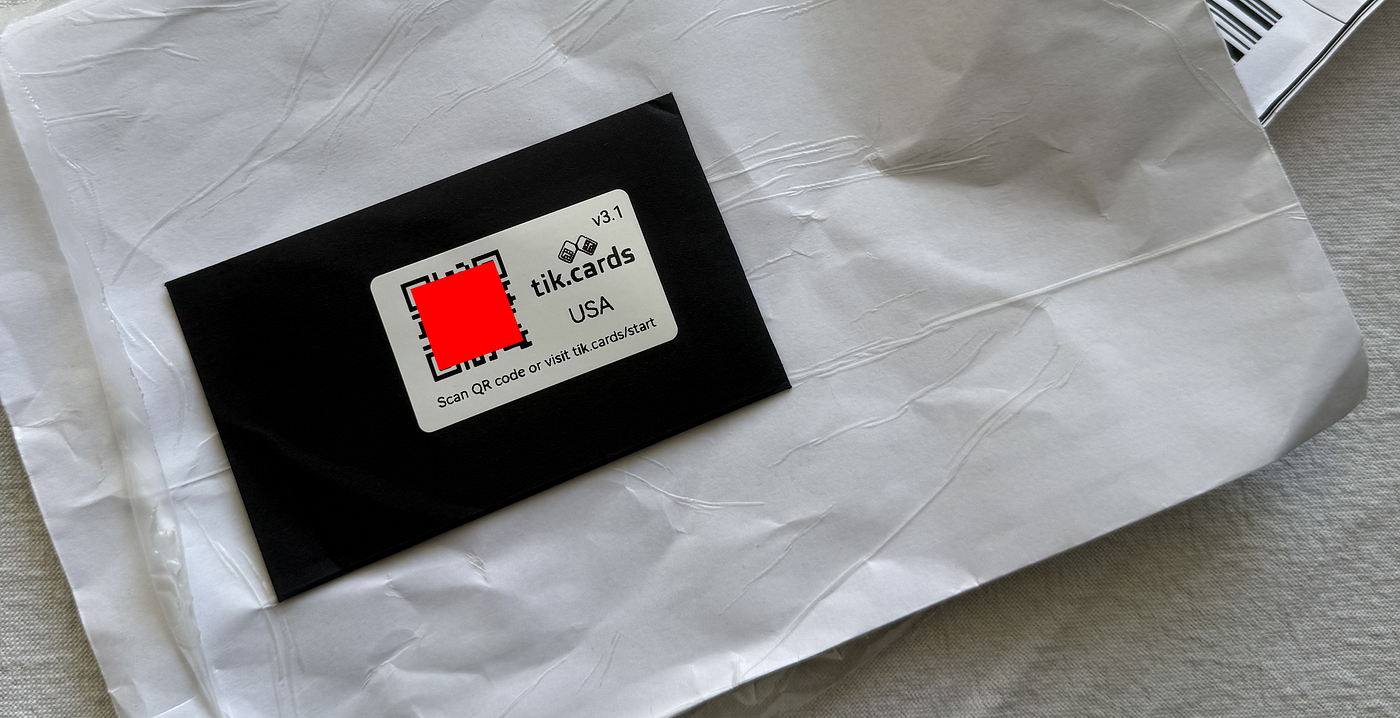 v3.1
tik.cards
USA
Scan QR code or visit tik.cards/start